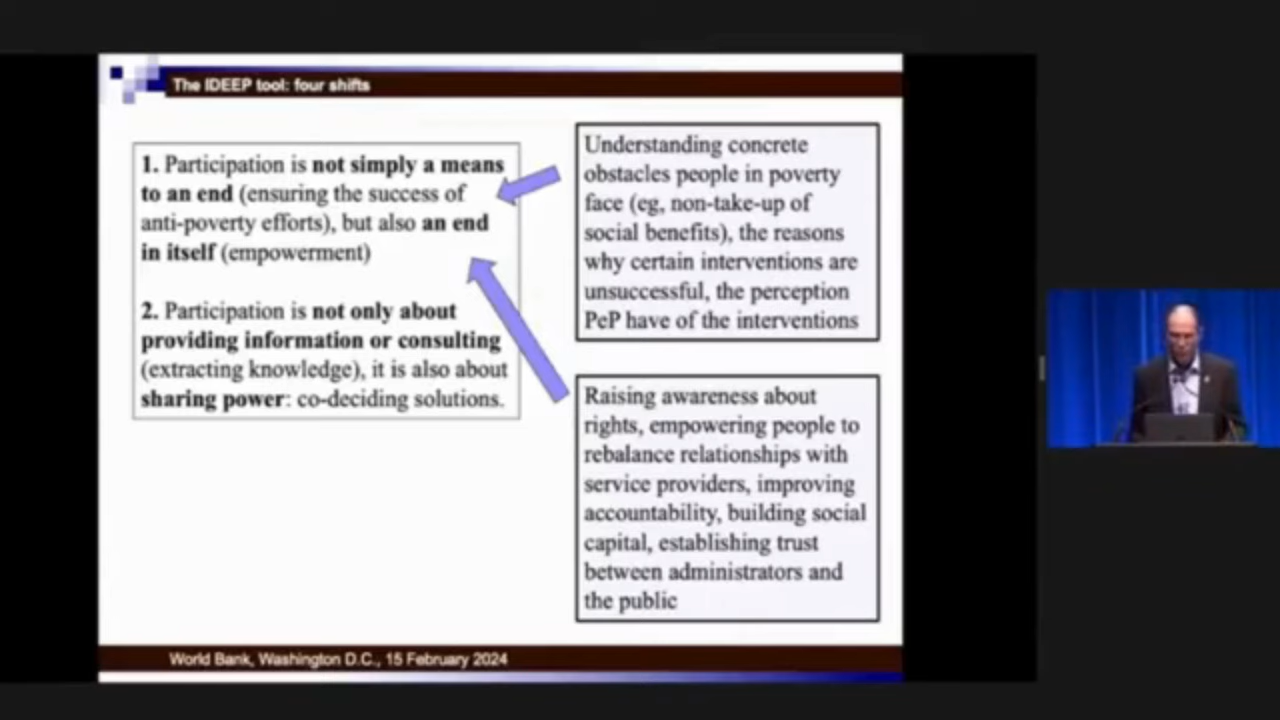 The IDEEP tool: four shifts
1. Participation is not simply a means
to an end (ensuring the success of
anti-poverty efforts), but also an end
in itself (empowerment)
2. Participation is not only about
providing information or consulting
(extracting knowledge), it is also about
sharing power: co-deciding solutions.
Understanding concrete
obstacles people in poverty
face (eg, non-take-up of
social benefits), the reasons
why certain interventions are
unsuccessful, the perception
PeP have of the interventions
Raising awareness about
rights, empowering people to
rebalance relationships with
service providers, improving
accountability, building social
capital, establishing trust
between administrators and
the public
World Bank, Washington D.C., 15 February 2024